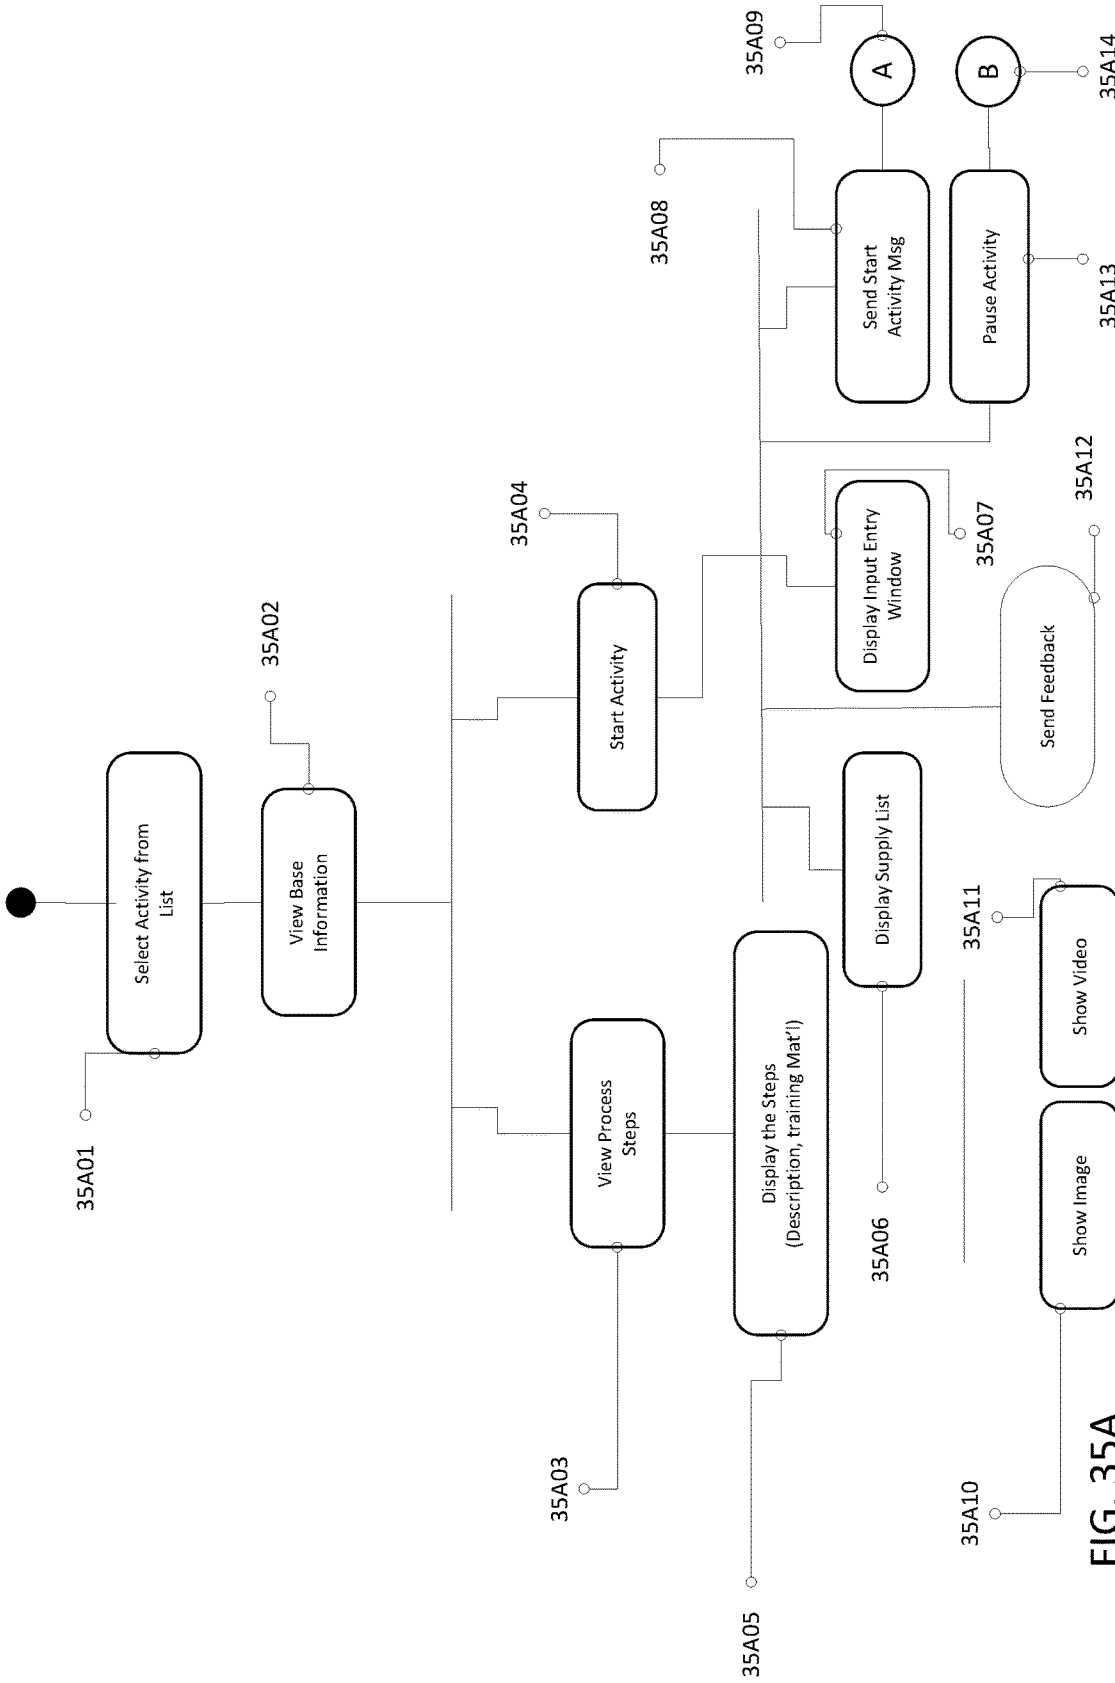 35A01
Select Activity from
List
35A02
View Base
Information
35A03
View Process
Steps
35A04
Start Activity
35A05
Display the Steps
(Description, training Mat'l)
35A06
Display Supply List
Display Input Entry
Window
35A07
35A08
Send Start
Activity Msg
35A09
A
35A10
Show Image
35A11
Show Video
Send Feedback
35A12
Pause Activity
35A13
B
35A14
FIG. 35A